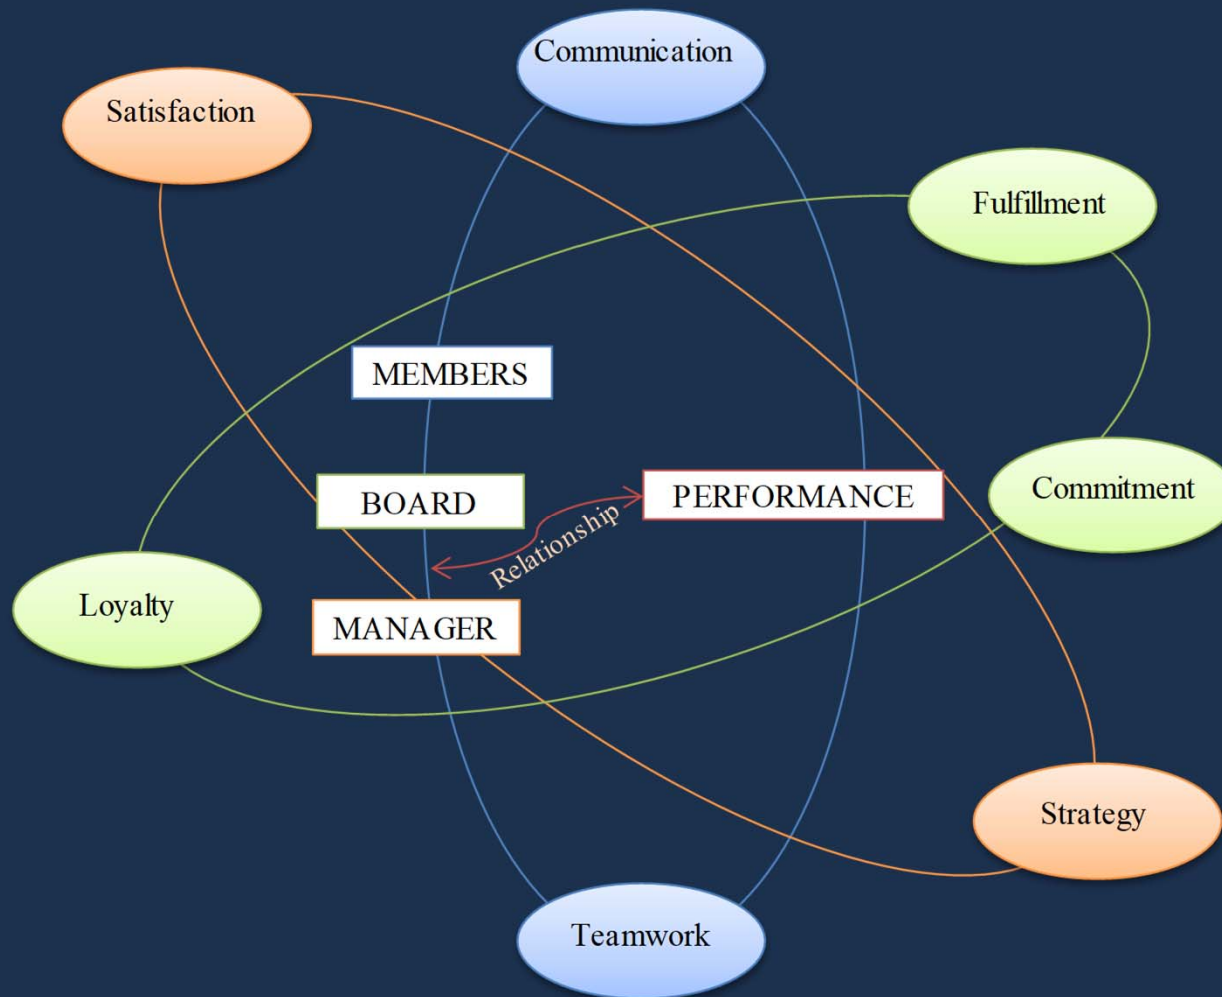 Communication
Satisfaction
Fulfillment
MEMBERS
BOARD
PERFORMANCE
Commitment
Relationship
Loyalty
MANAGER
Strategy
Teamwork